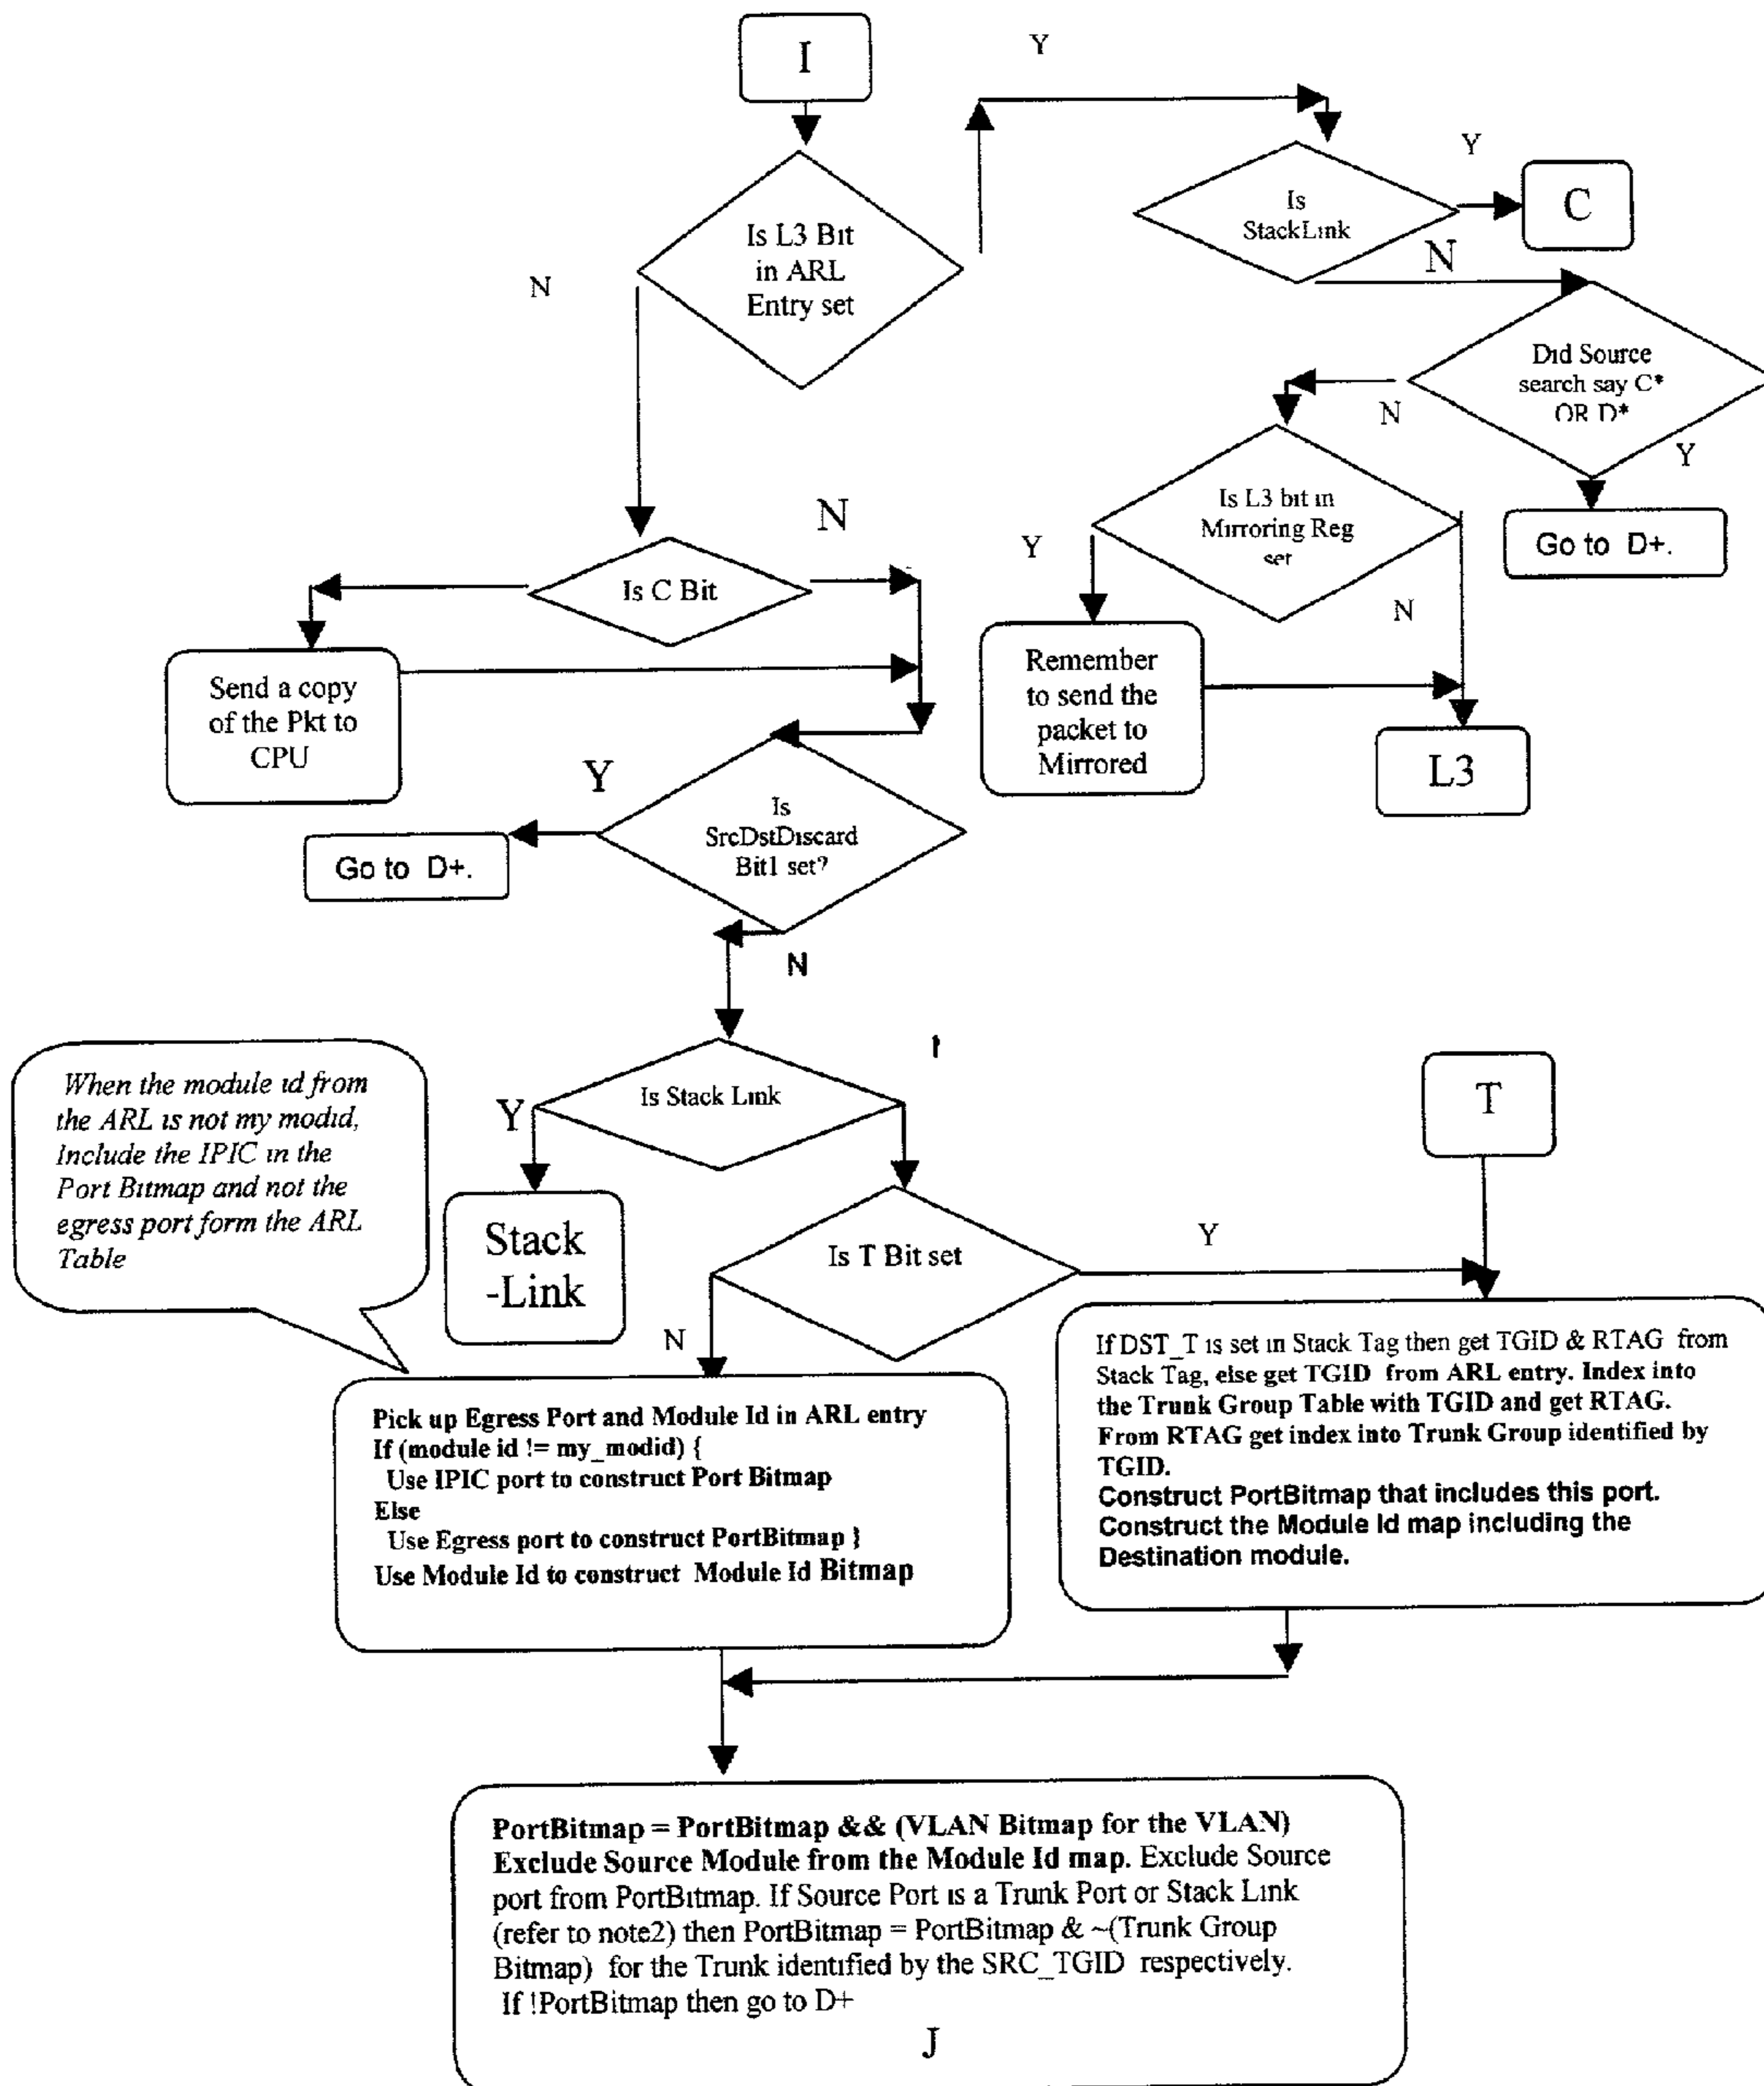 I
Y
Is
StackLink
Y
C
N
Is L3 Bit
in ARL
Entry set
N
Did Source
search say C*
OR D*
N
Y
Go to D+.
Is L3 bit in
Mirroring Reg
set
Y
N
Remember
to send the
packet to
Mirrored
L3
N
Is C Bit
Send a copy
of the Pkt to
CPU
Y
Is
SrcDstDiscard
Bit1 set?
Go to D+.
N
When the module id from
the ARL is not my modid,
Include the IPIC in the
Port Bitmap and not the
egress port form the ARL
Table
Is Stack Link
Y
Stack
-Link
T
Is T Bit set
Y
N
Pick up Egress Port and Module Id in ARL entry
If (module id != my_modid) {
Use IPIC port to construct Port Bitmap
Else
Use Egress port to construct PortBitmap }
Use Module Id to construct Module Id Bitmap
If DST_T is set in Stack Tag then get TGID & RTAG from
Stack Tag, else get TGID from ARL entry. Index into
the Trunk Group Table with TGID and get RTAG.
From RTAG get index into Trunk Group identified by
TGID.
Construct PortBitmap that includes this port.
Construct the Module Id map including the
Destination module.
PortBitmap = PortBitmap && (VLAN Bitmap for the VLAN)
Exclude Source Module from the Module Id map. Exclude Source
port from PortBitmap. If Source Port is a Trunk Port or Stack Link
(refer to note2) then PortBitmap = PortBitmap & ~(Trunk Group
Bitmap) for the Trunk identified by the SRC_TGID respectively.
If !PortBitmap then go to D+
J